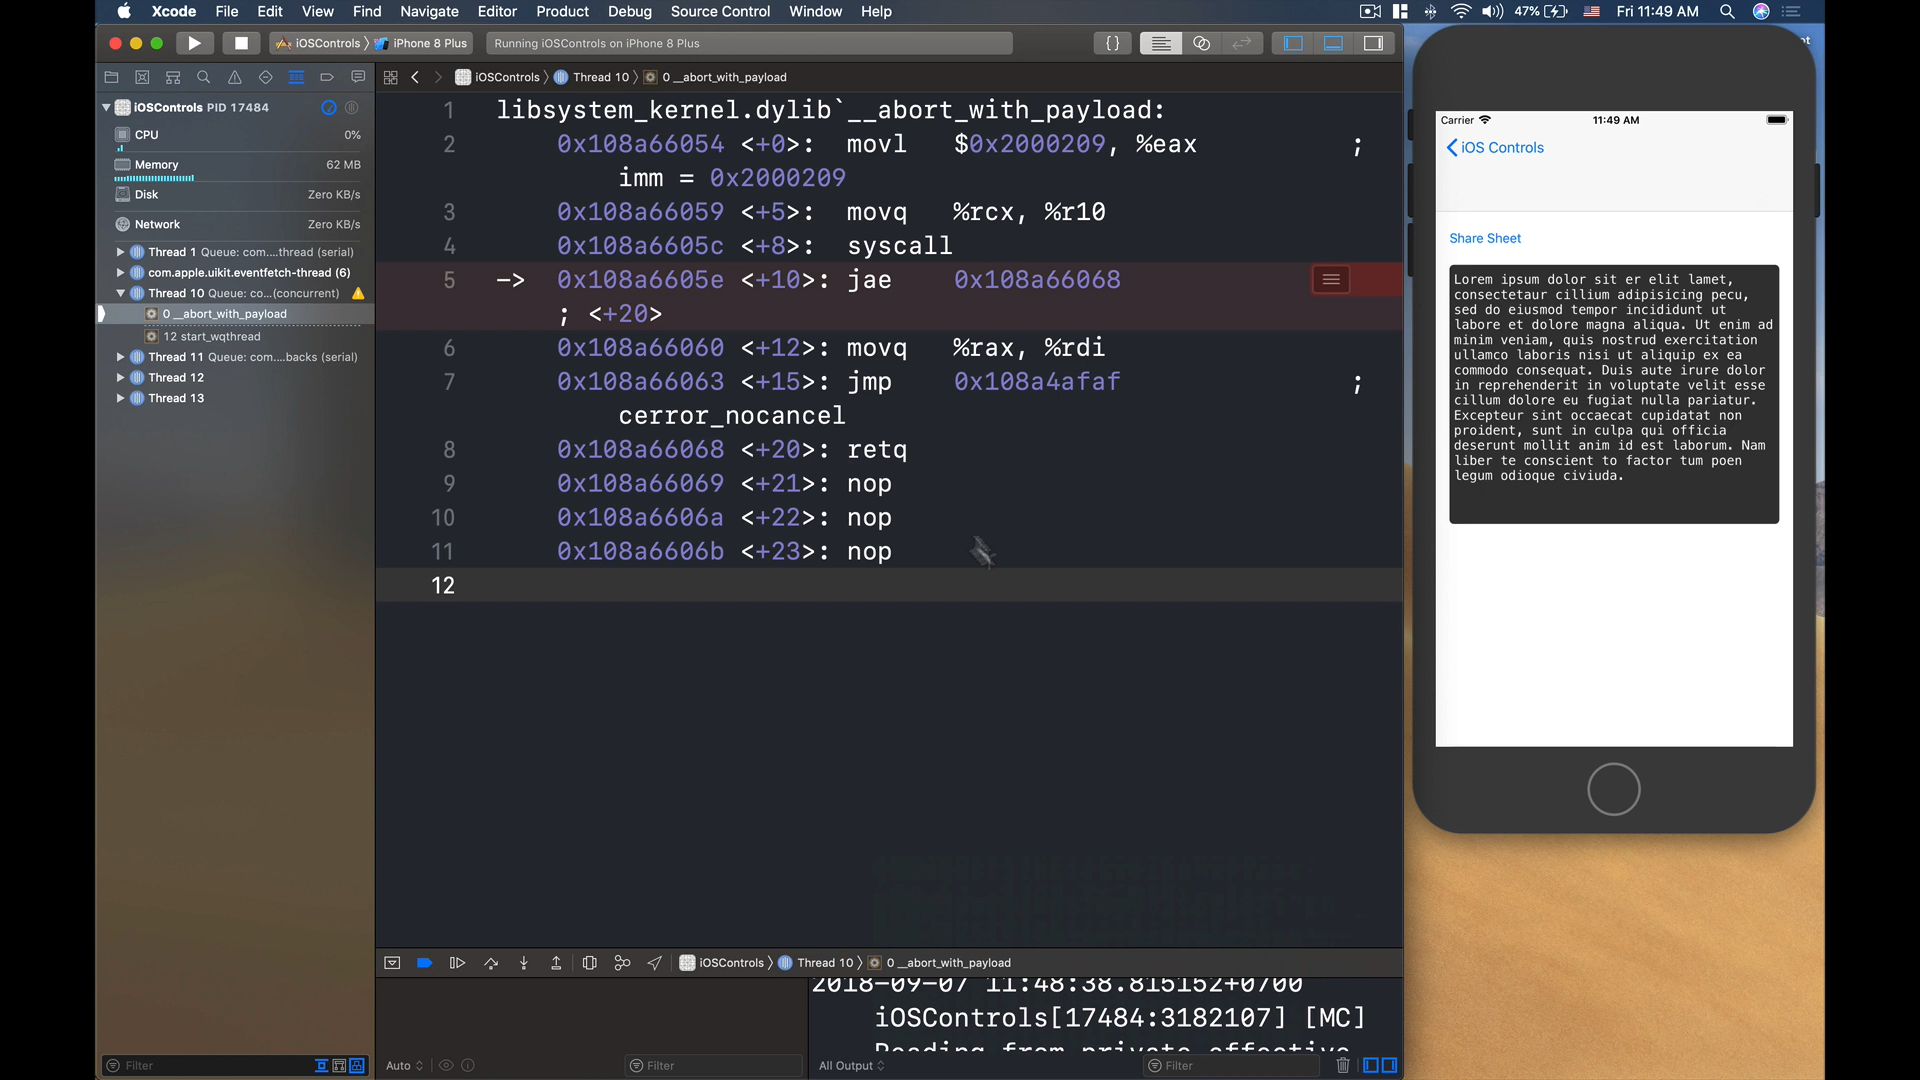 Xcode File Edit View Find Navigate Editor Product Debug Source Control Window Help
47% Fri 11:49 AM
iOSControls iPhone 8 Plus
Running iOSControls on iPhone 8 Plus
{}
iOSControls Thread 10 0 __abort_with_payload
iOSControls PID 17484
CPU 0%
Memory 62 MB
Disk Zero KB/s
Network Zero KB/s
Thread 1 Queue: com....thread (serial)
com.apple.uikit.eventfetch-thread (6)
Thread 10 Queue: co...(concurrent)
0 __abort_with_payload
12 start_wqthread
Thread 11 Queue: com....backs (serial)
Thread 12
Thread 13
Filter
1 libsystem_kernel.dylib`__abort_with_payload:
2 0x108a66054 <+0>: movl $0x2000209, %eax ;
imm = 0x2000209
3 0x108a66059 <+5>: movq %rcx, %r10
4 0x108a6605c <+8>: syscall
5 -> 0x108a6605e <+10>: jae 0x108a66068
; <+20>
6 0x108a66060 <+12>: movq %rax, %rdi
7 0x108a66063 <+15>: jmp 0x108a4afaf ;
cerror_nocancel
8 0x108a66068 <+20>: retq
9 0x108a66069 <+21>: nop
10 0x108a6606a <+22>: nop
11 0x108a6606b <+23>: nop
12
iOSControls Thread 10 0 __abort_with_payload
2018-09-07 11:48:38.815152+0700
iOSControls[17484:3182107] [MC]
Reading from private effective
Auto Filter
All Output Filter
Carrier 11:49 AM
iOS Controls
Share Sheet
Lorem ipsum dolor sit er elit lamet,
consectetaur cillium adipisicing pecu,
sed do eiusmod tempor incididunt ut
labore et dolore magna aliqua. Ut enim ad
minim veniam, quis nostrud exercitation
ullamco laboris nisi ut aliquip ex ea
commodo consequat. Duis aute irure dolor
in reprehenderit in voluptate velit esse
cillum dolore eu fugiat nulla pariatur.
Excepteur sint occaecat cupidatat non
proident, sunt in culpa qui officia
deserunt mollit anim id est laborum. Nam
liber te conscient to factor tum poen
legum odioque civiuda.